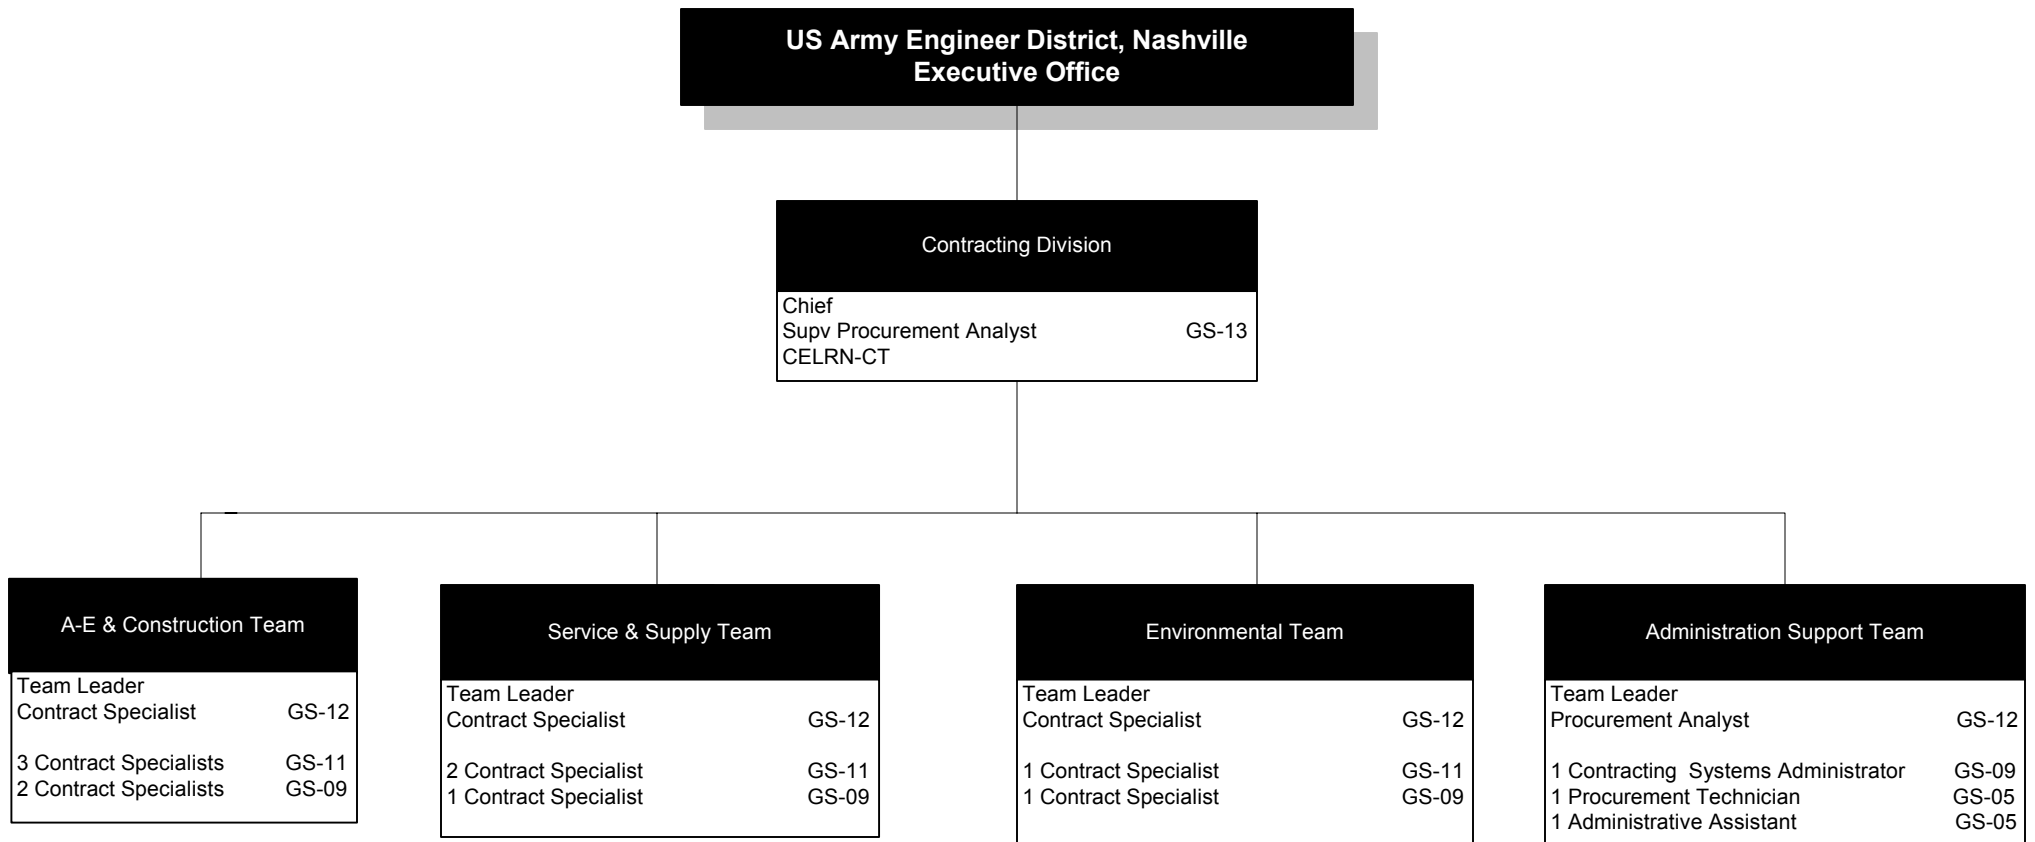 US Army Engineer District, Nashville
Executive Office
Contracting Division
Chief
Supv Procurement Analyst GS-13
CELRN-CT
A-E & Construction Team
Team Leader
Contract Specialist GS-12
3 Contract Specialists GS-11
2 Contract Specialists GS-09
Service & Supply Team
Team Leader
Contract Specialist GS-12
2 Contract Specialist GS-11
1 Contract Specialist GS-09
Environmental Team
Team Leader
Contract Specialist GS-12
1 Contract Specialist GS-11
1 Contract Specialist GS-09
Administration Support Team
Team Leader
Procurement Analyst GS-12
1 Contracting  Systems Administrator GS-09
1 Procurement Technician GS-05
1 Administrative Assistant GS-05